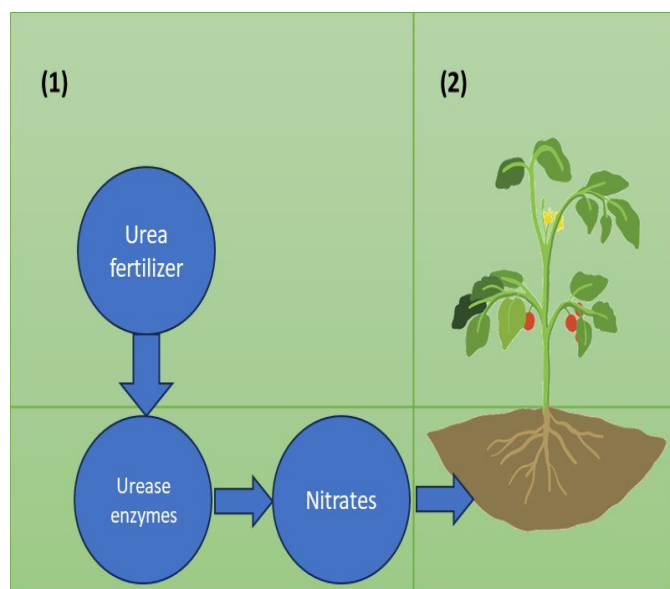 (1)
(2)
Urea
fertilizer
Urease
enzymes
Nitrates